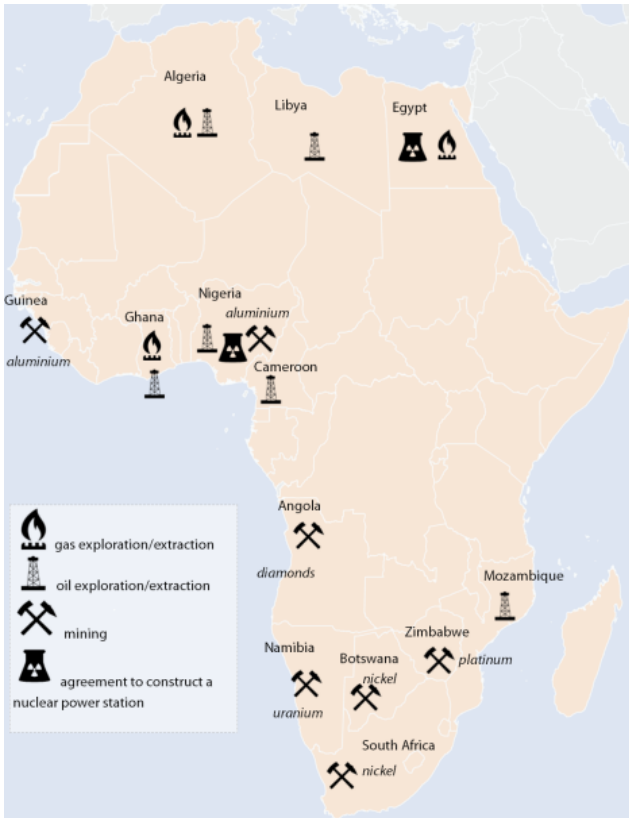 Algeria
Libya
Egypt
Guinea
aluminium
Ghana
Nigeria
aluminium
Cameroon
Angola
diamonds
Mozambique
Zimbabwe
platinum
Namibia
uranium
Botswana
nickel
South Africa
nickel
gas exploration/extraction
oil exploration/extraction
mining
agreement to construct a
nuclear power station